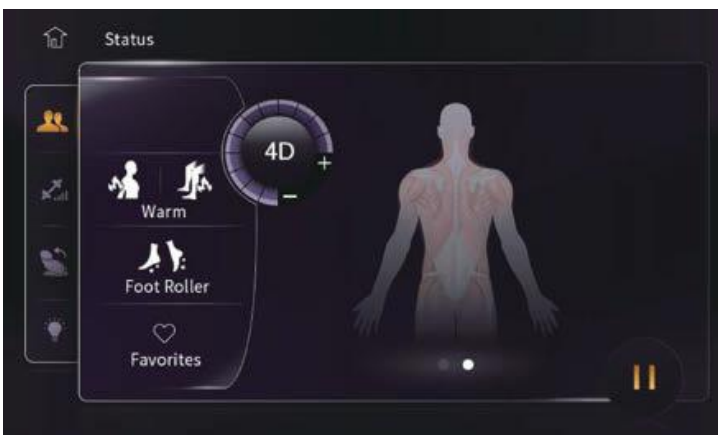 Status
4D
+
−
Warm
Foot Roller
Favorites